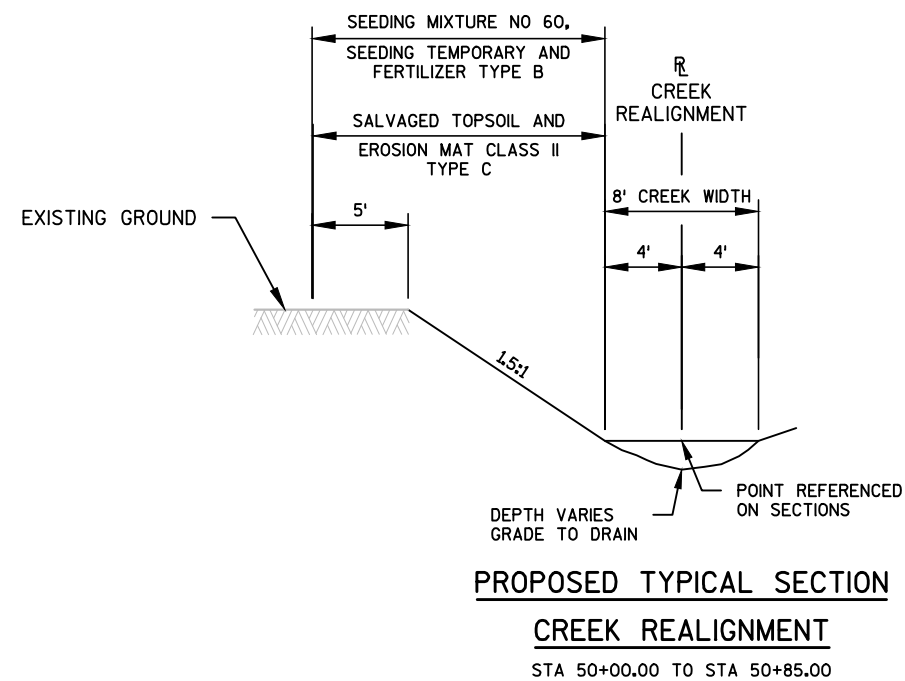 SEEDING MIXTURE NO 60,
SEEDING TEMPORARY AND
FERTILIZER TYPE B
RL
CREEK
REALIGNMENT
SALVAGED TOPSOIL AND
EROSION MAT CLASS II
TYPE C
8' CREEK WIDTH
EXISTING GROUND
5'
4'
4'
1.5:1
POINT REFERENCED
ON SECTIONS
DEPTH VARIES
GRADE TO DRAIN
PROPOSED TYPICAL SECTION
CREEK REALIGNMENT
STA 50+00.00 TO STA 50+85.00